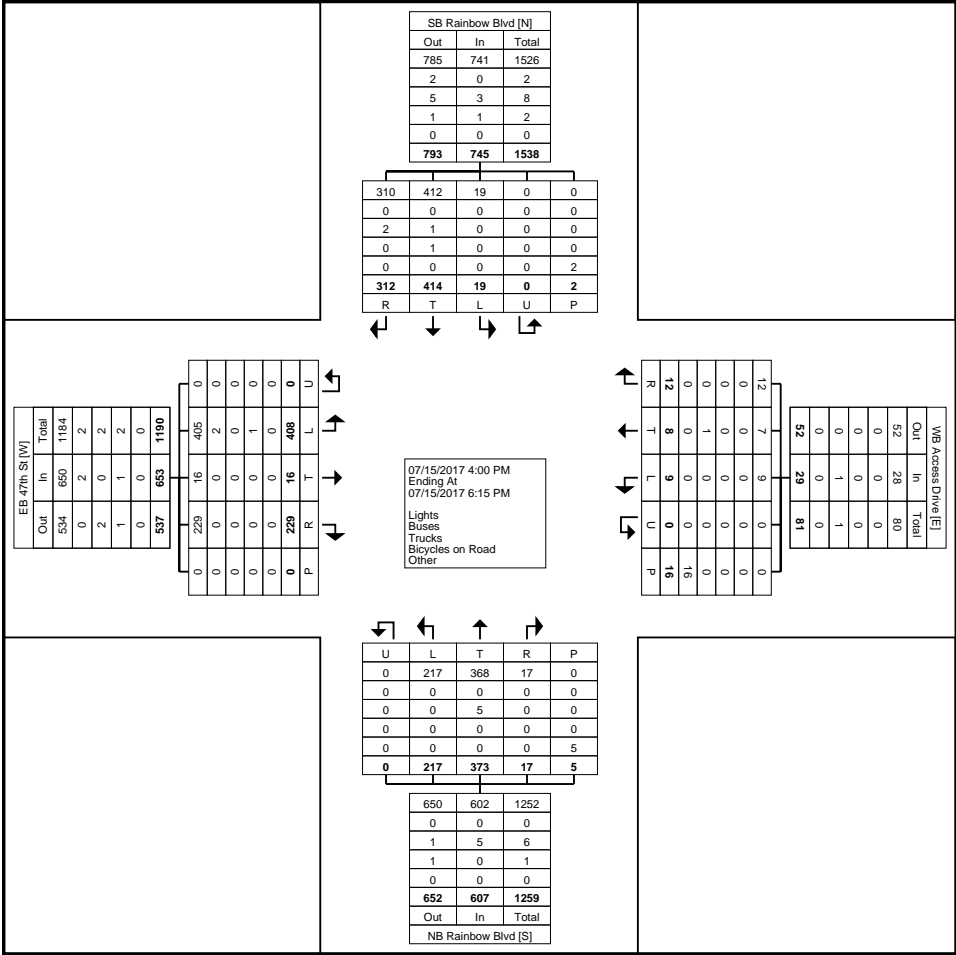 SB Rainbow Blvd [N]
Out In Total
785 741 1526
2 0 2
5 3 8
1 1 2
0 0 0
793 745 1538
310 412 19 0 0
0 0 0 0 0
2 1 0 0 0
0 1 0 0 0
0 0 0 0 2
312 414 19 0 2
R T L U P
EB 47th St [W]
Total In Out
1184 650 534
2 2 0
2 0 2
2 1 1
0 0 0
1190 653 537
0 405 16 229 0
0 2 0 0 0
0 0 0 0 0
0 1 0 0 0
0 0 0 0 0
0 408 16 229 0
U L T R P
07/15/2017 4:00 PM
Ending At
07/15/2017 6:15 PM
Lights
Buses
Trucks
Bicycles on Road
Other
WB Access Drive [E]
Out In Total
52 28 80
0 0 0
0 1 1
0 0 0
0 0 0
52 29 81
12 7 9 0
0 0 0 0 0
0 0 0 0 0
0 1 0 0 0
0 0 0 0 16
12 8 9 0 16
R T L U P
U L T R P
0 217 368 17 0
0 0 0 0 0
0 0 5 0 0
0 0 0 0 0
0 0 0 0 5
0 217 373 17 5
650 602 1252
0 0 0
1 5 6
1 0 1
0 0 0
652 607 1259
Out In Total
NB Rainbow Blvd [S]